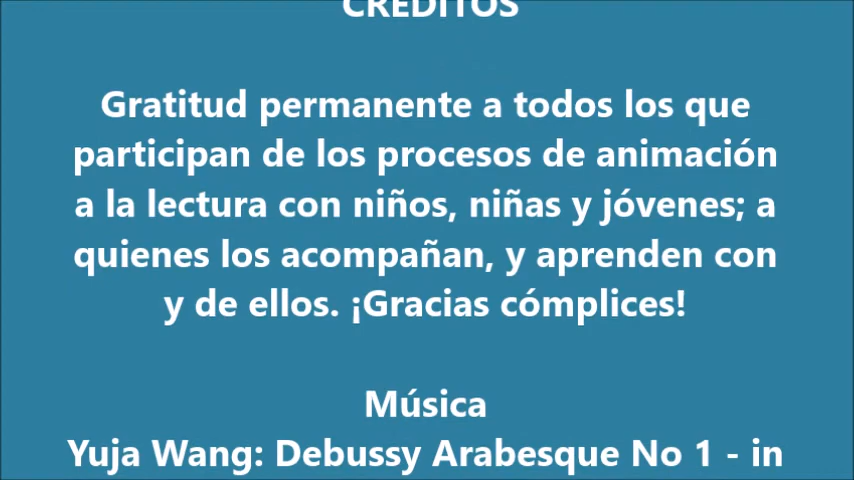 CRÉDITOS
Gratitud permanente a todos los que
participan de los procesos de animación
a la lectura con niños, niñas y jóvenes; a
quienes los acompañan, y aprenden con
y de ellos. ¡Gracias cómplices!
Música
Yuja Wang: Debussy Arabesque No 1 - in